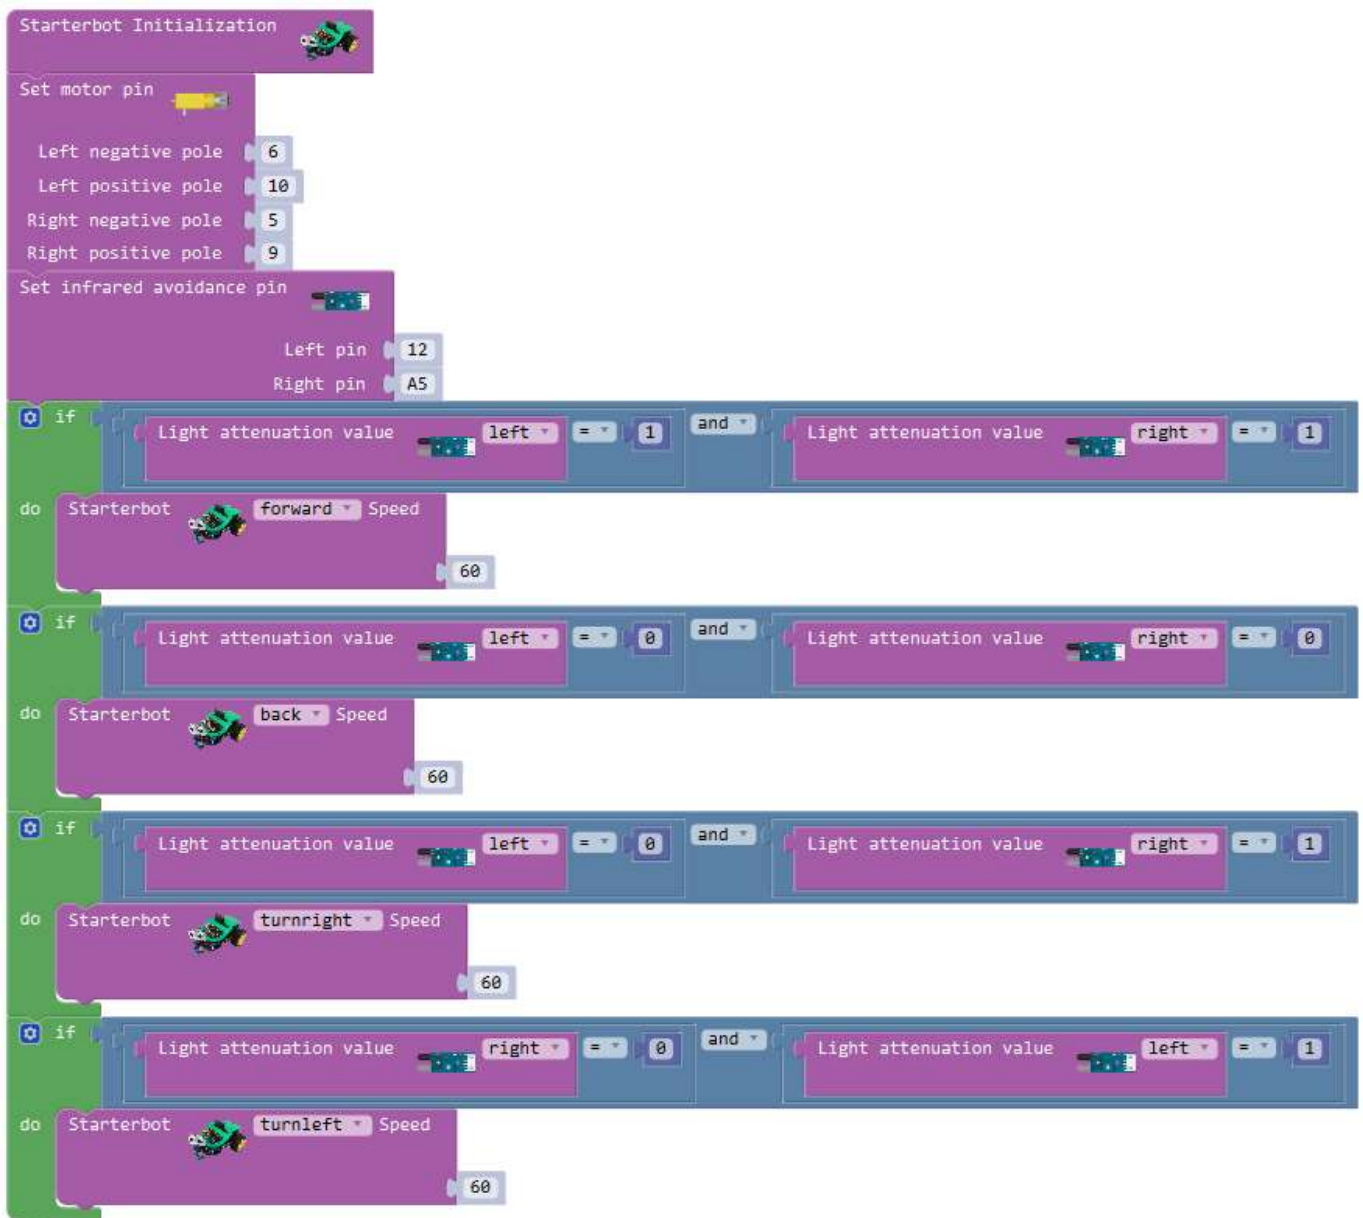 Starterbot Initialization
Set motor pin
Left negative pole 6
Left positive pole 10
Right negative pole 5
Right positive pole 9
Set infrared avoidance pin
Left pin 12
Right pin A5
if Light attenuation value left = 1 and Light attenuation value right = 1
do Starterbot forward Speed
60
if Light attenuation value left = 0 and Light attenuation value right = 0
do Starterbot back Speed
60
if Light attenuation value left = 0 and Light attenuation value right = 1
do Starterbot turnright Speed
60
if Light attenuation value right = 0 and Light attenuation value left = 1
do Starterbot turnleft Speed
60